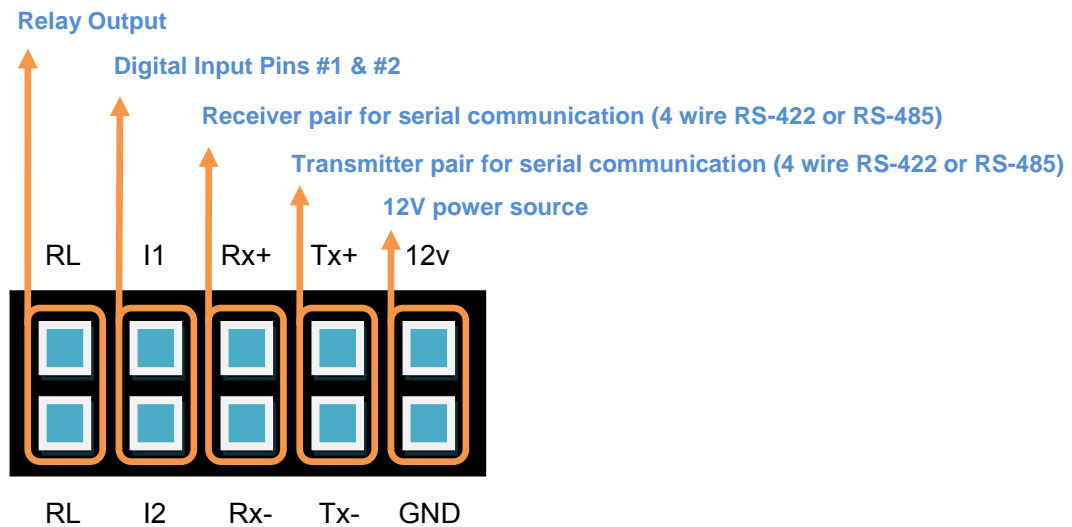 Relay Output
Digital Input Pins #1 & #2
Receiver pair for serial communication (4 wire RS-422 or RS-485)
Transmitter pair for serial communication (4 wire RS-422 or RS-485)
12V power source
RL I1 Rx+ Tx+ 12v
RL I2 Rx- Tx- GND